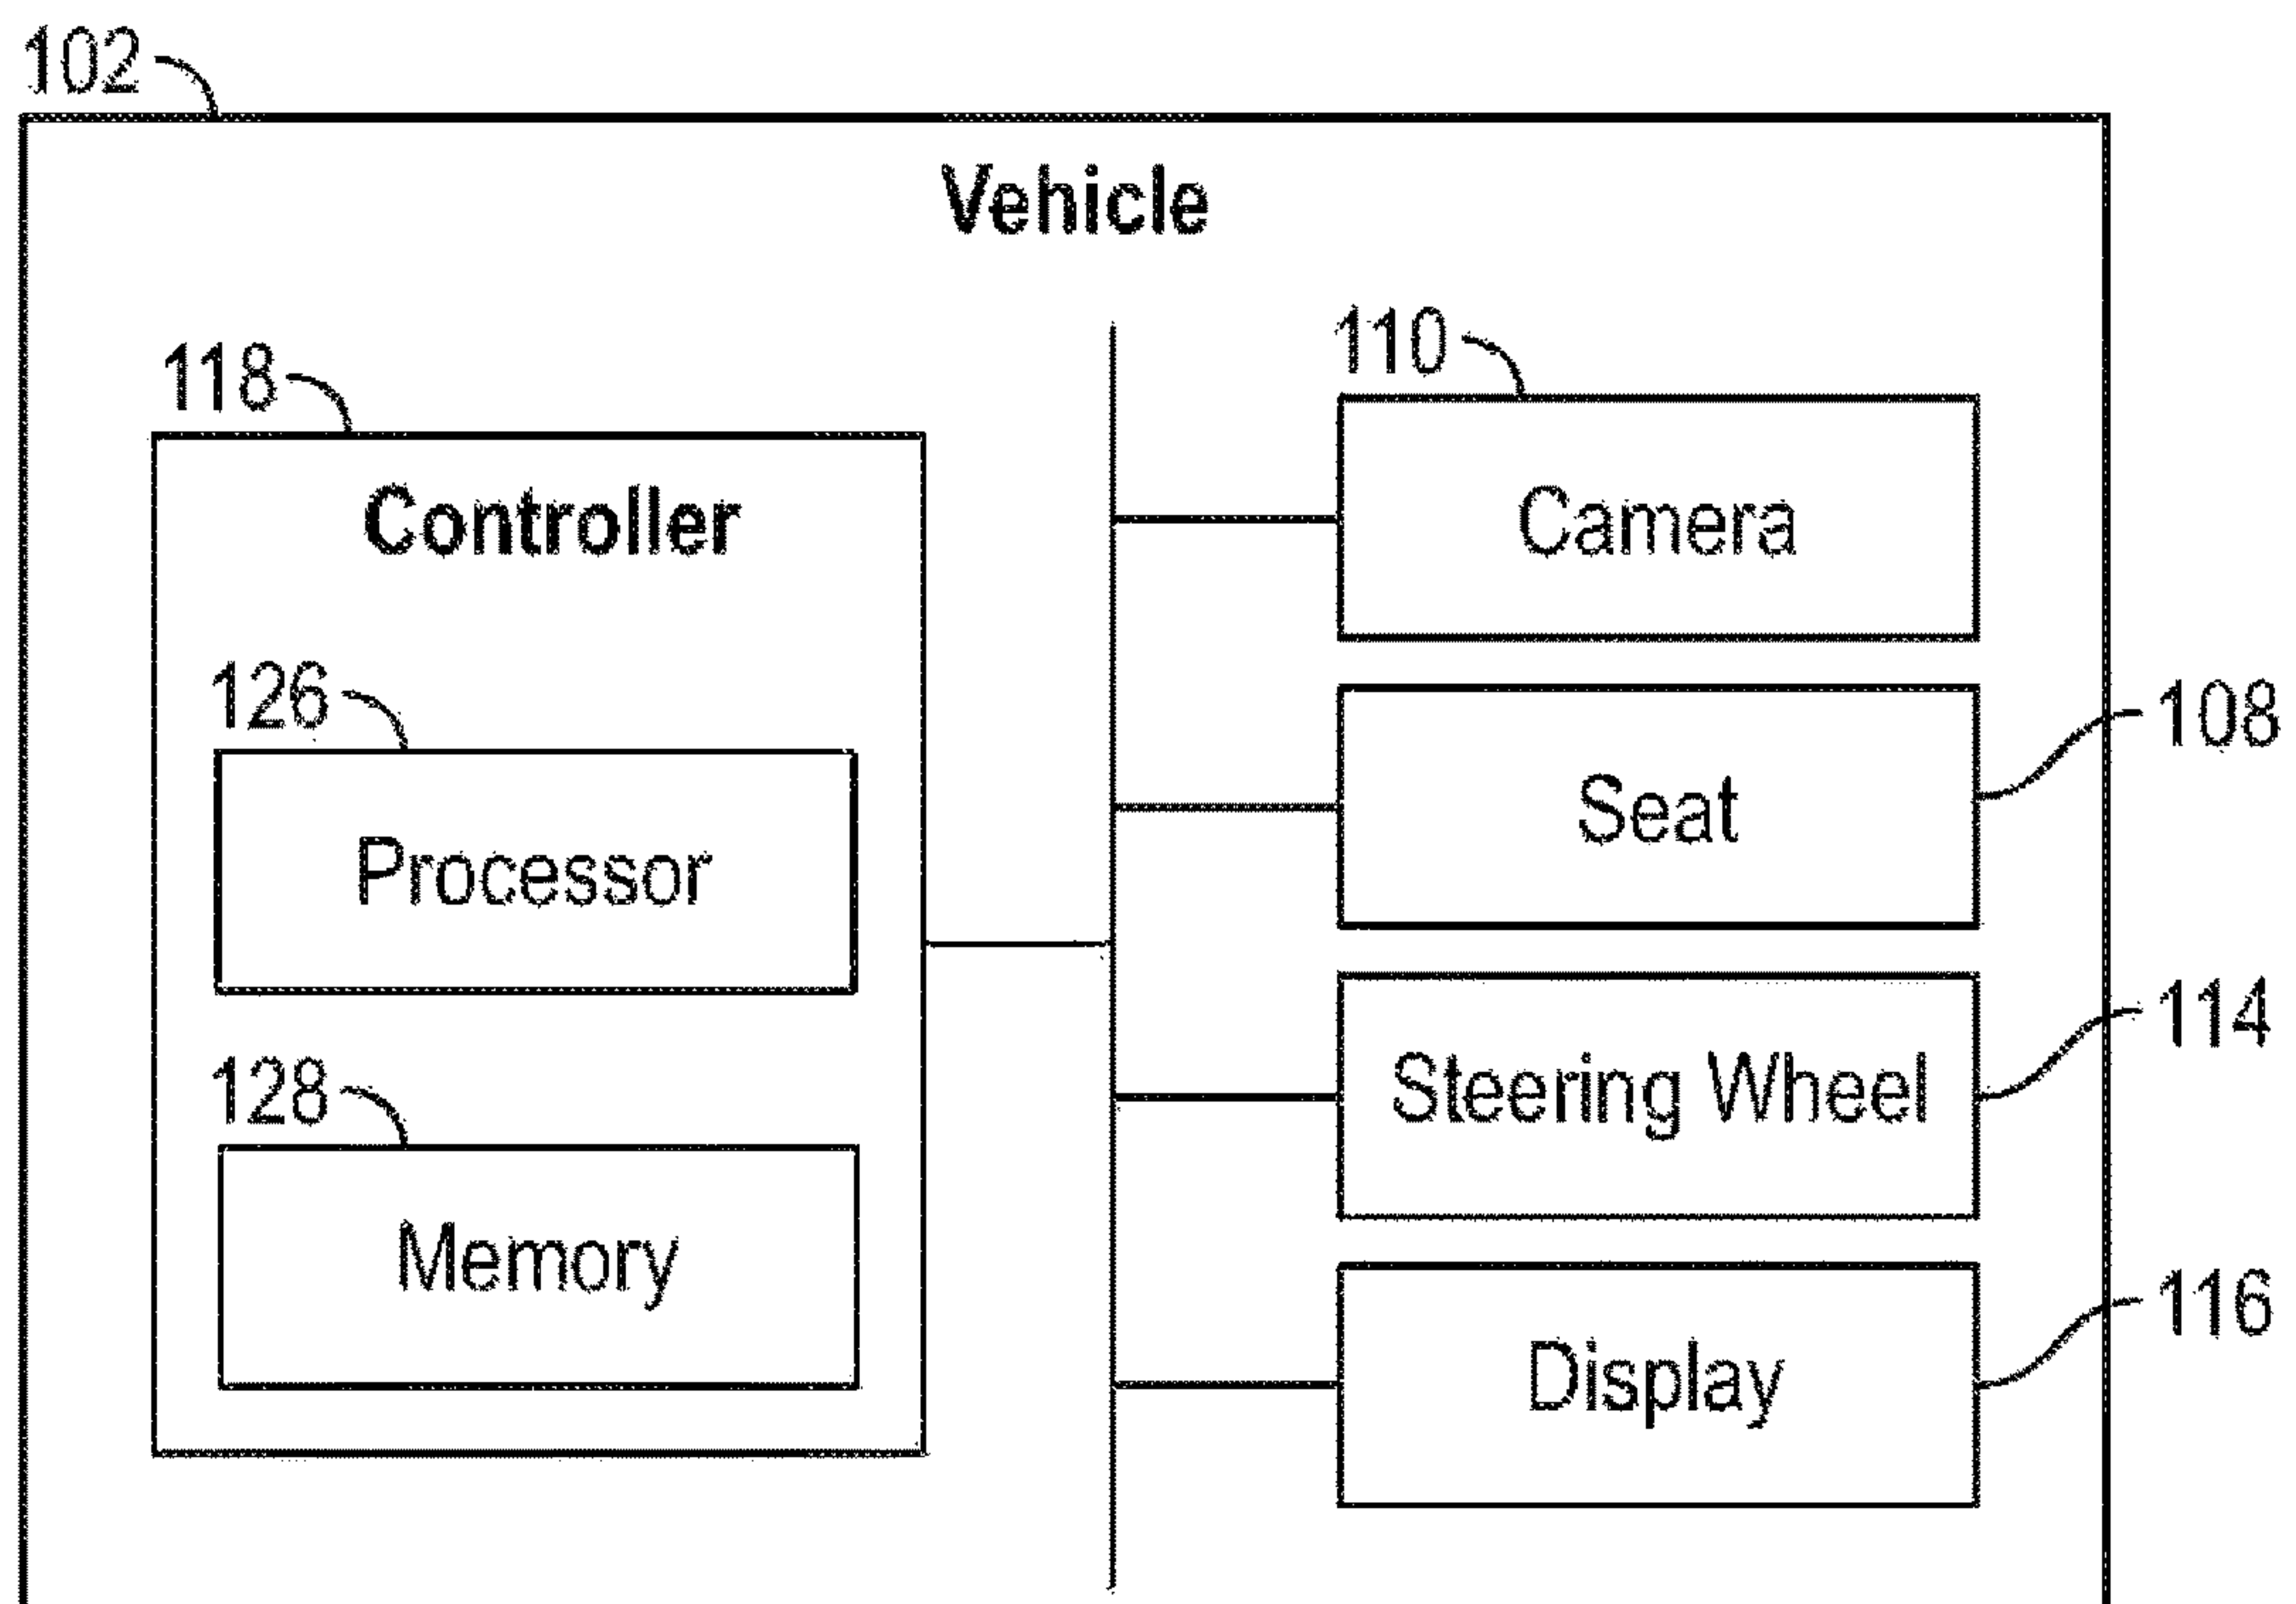 102
Vehicle
118
Controller
126
Processor
128
Memory
110
Camera
108
Seat
114
Steering Wheel
116
Display